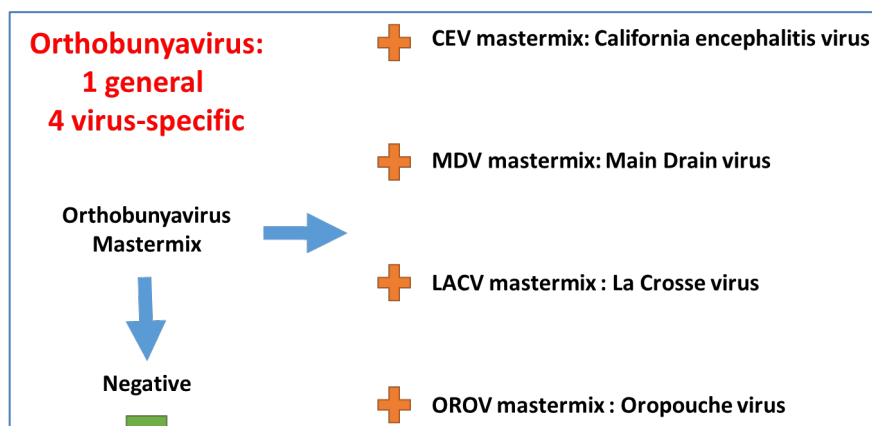 Orthobunyavirus:
1 general
4 virus-specific
Orthobunyavirus
Mastermix
Negative
CEV mastermix: California encephalitis virus
MDV mastermix: Main Drain virus
LACV mastermix : La Crosse virus
OROV mastermix : Oropouche virus